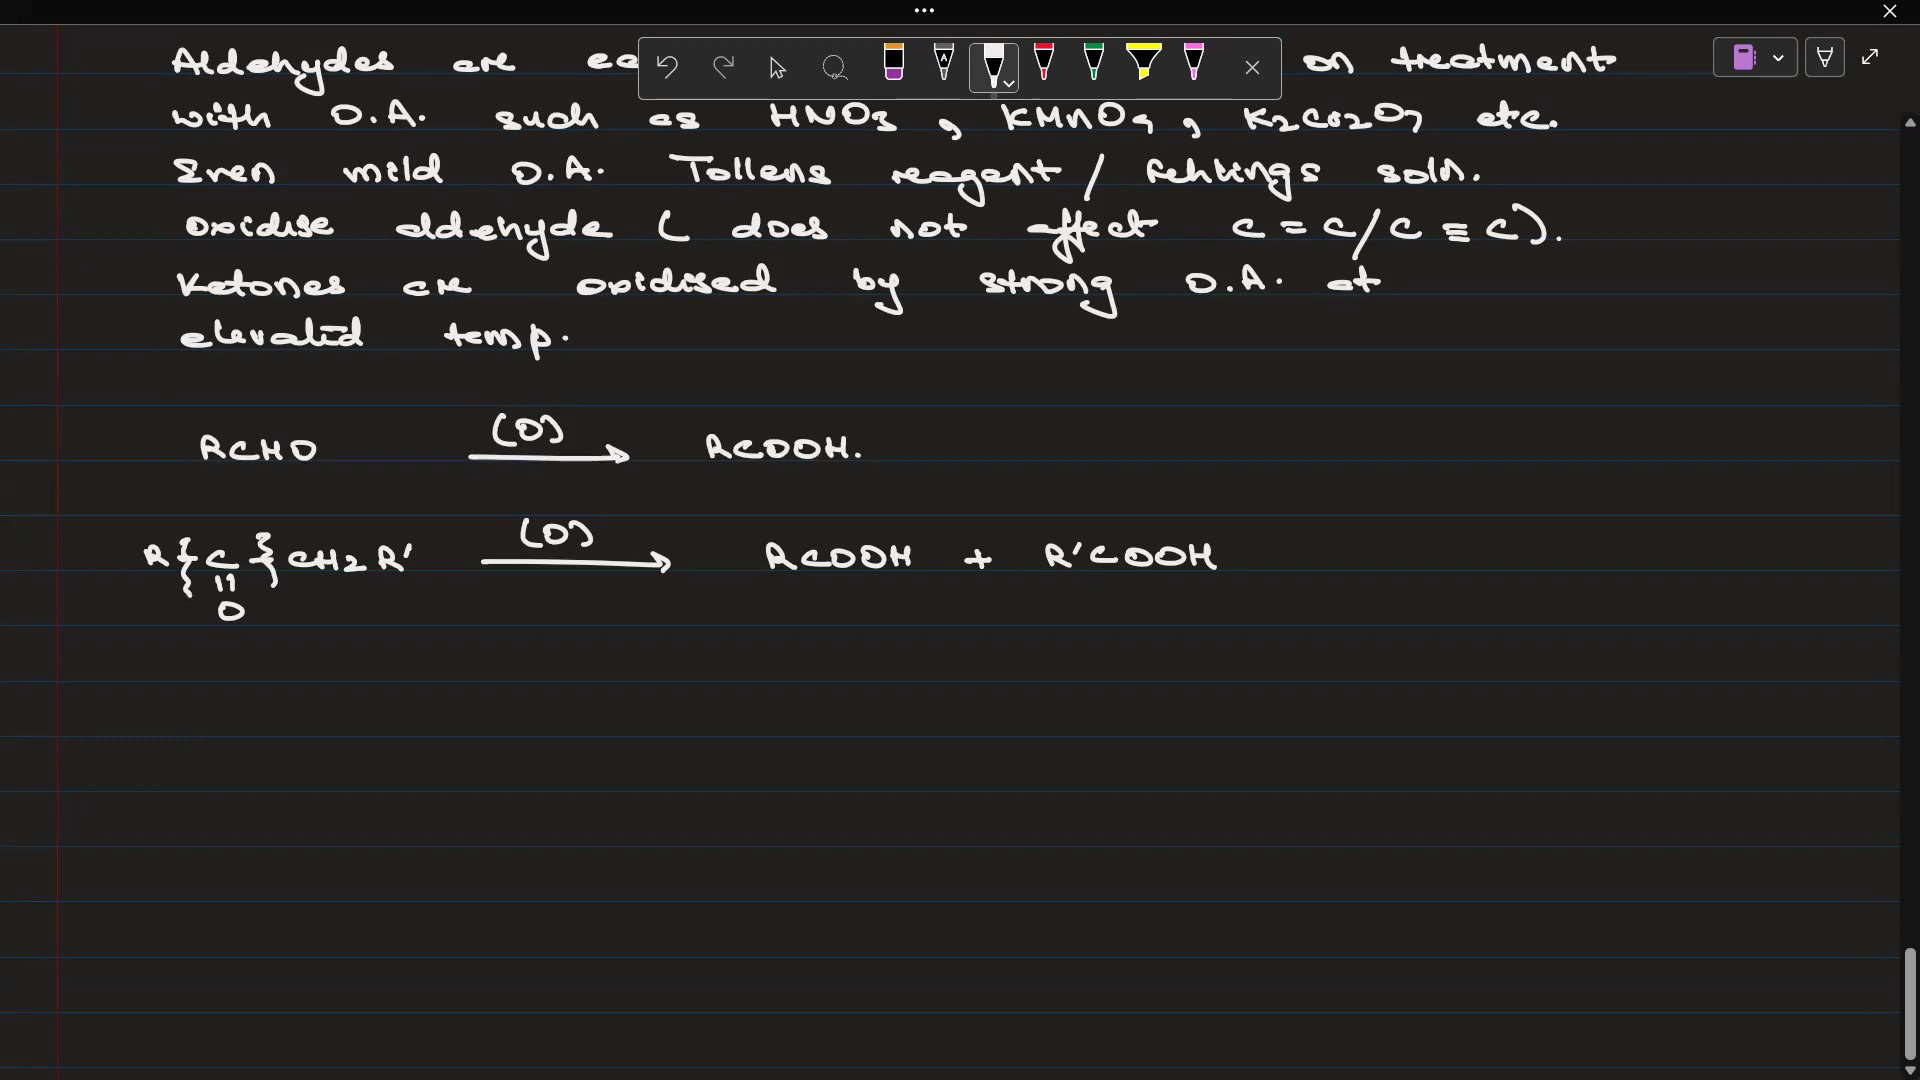 Aldehydes are ea on treatment
with O.A. such as HNO3 , KMnO4 , K2Cr2O7 etc.
Even mild O.A. Tollens reagent / Fehlings soln.
oxidise aldehyde ( does not affect C = C / C ≡ C ).
Ketones are oxidised by strong O.A. at
elevated temp.
(O)
RCHO → RCOOH.
(O)
R { C } CH2 R' → RCOOH + R'COOH
||
O